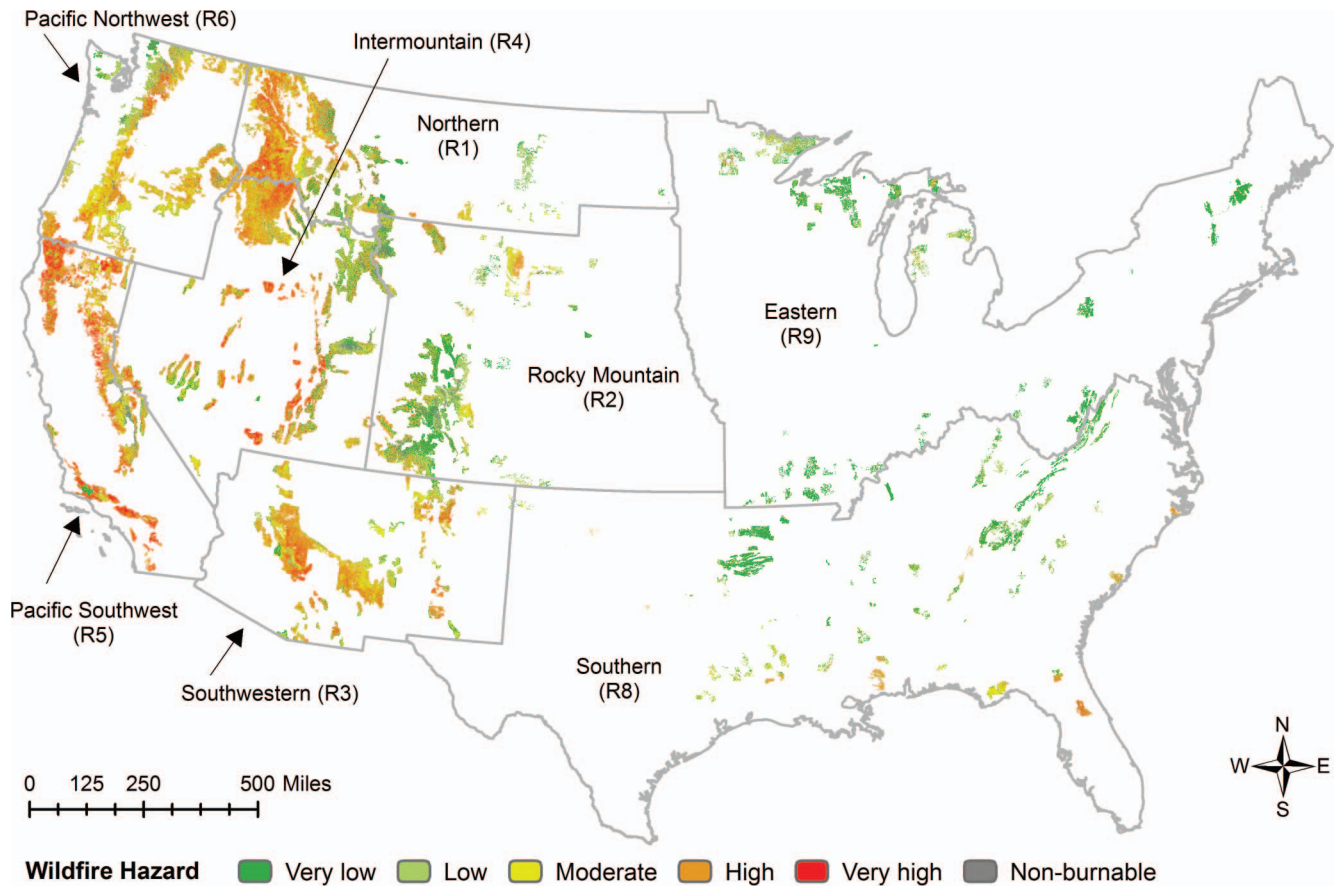 Pacific Northwest (R6)
Intermountain (R4)
Northern
(R1)
Eastern
(R9)
Rocky Mountain
(R2)
Pacific Southwest
(R5)
Southwestern (R3)
Southern
(R8)
N
W E
S
0 125 250 500 Miles
Wildfire Hazard Very low Low Moderate High Very high Non-burnable